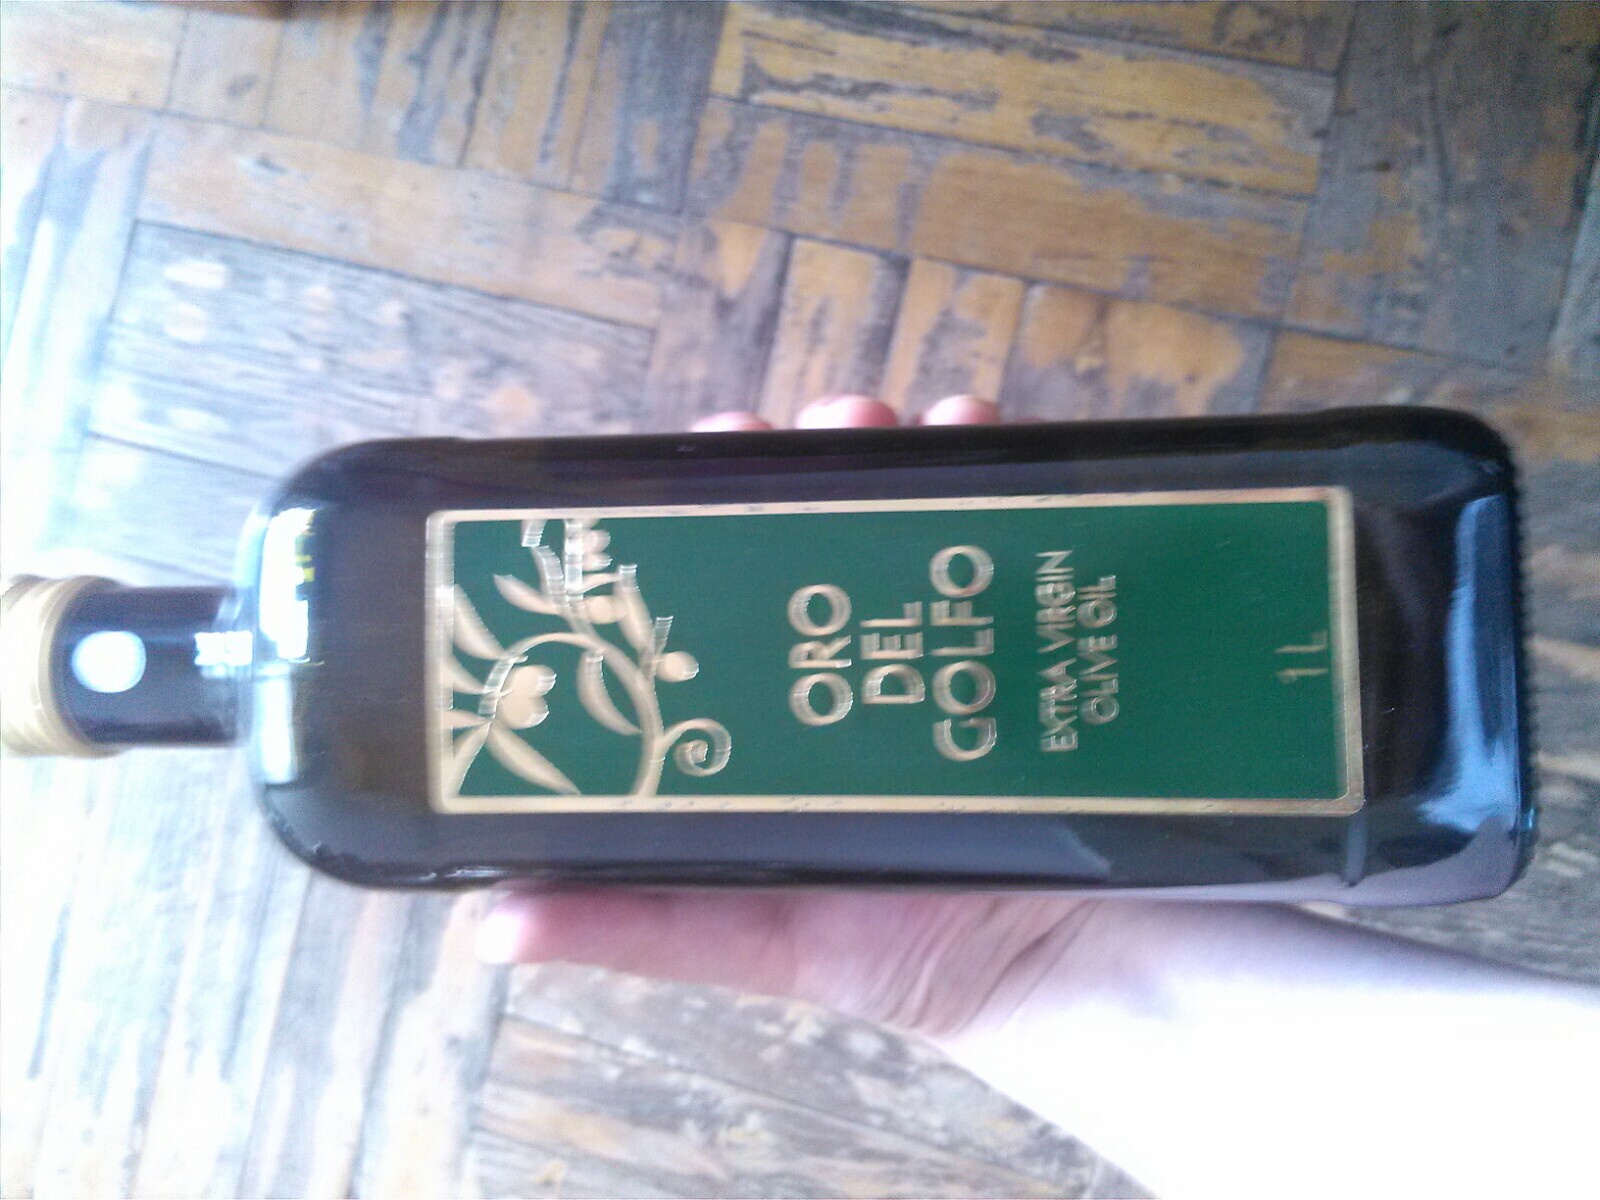 ORO
DEL
GOLFO
EXTRA VIRGIN
OLIVE OIL
1 L